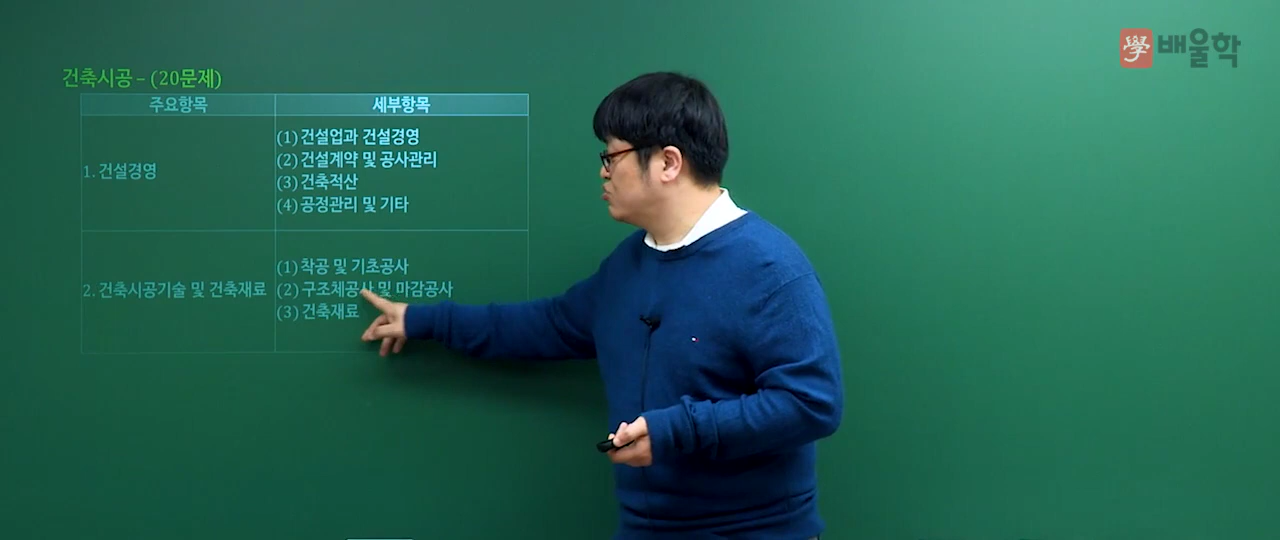 學 배울학
건축시공 – (20문제)
주요항목 세부항목
1. 건설경영
(1) 건설업과 건설경영
(2) 건설계약 및 공사관리
(3) 건축적산
(4) 공정관리 및 기타
2. 건축시공기술 및 건축재료
(1) 착공 및 기초공사
(2) 구조체공사 및 마감공사
(3) 건축재료